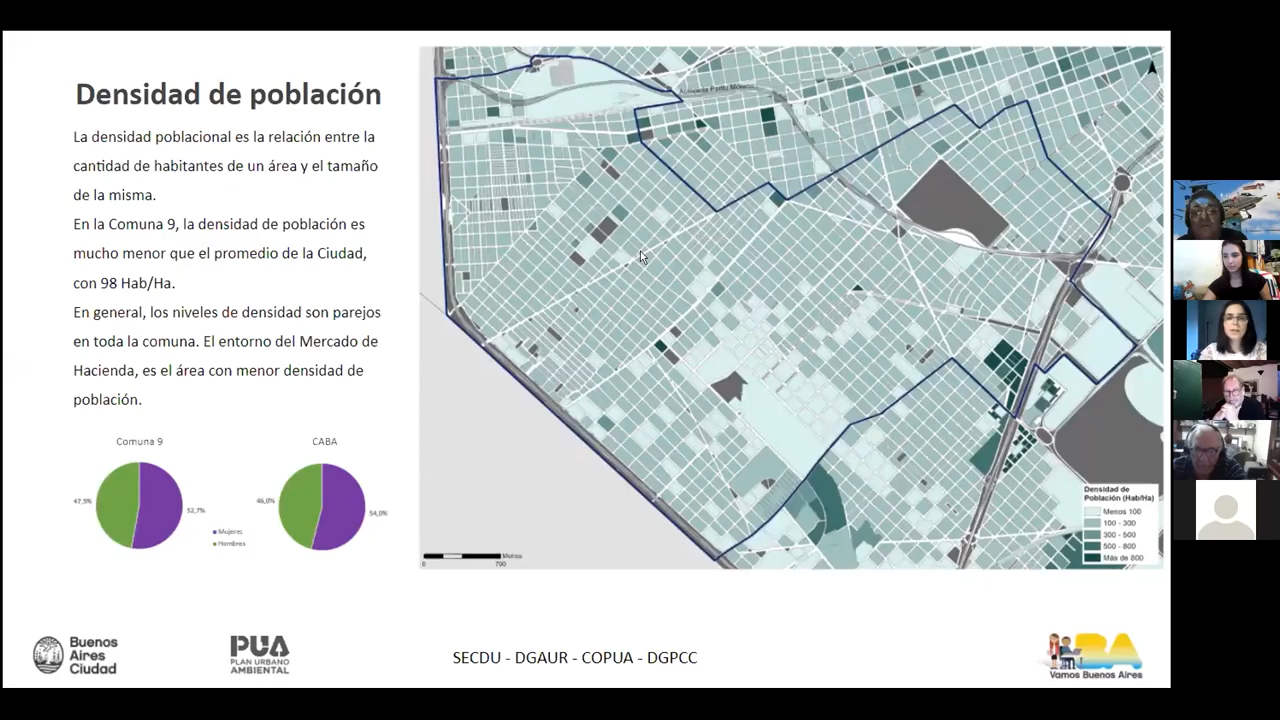 Densidad de población
La densidad poblacional es la relación entre la
cantidad de habitantes de un área y el tamaño
de la misma.
En la Comuna 9, la densidad de población es
mucho menor que el promedio de la Ciudad,
con 98 Hab/Ha.
En general, los niveles de densidad son parejos
en toda la comuna. El entorno del Mercado de
Hacienda, es el área con menor densidad de
población.
Comuna 9
CABA
47,3%
52,7%
46,0%
54,0%
Mujeres
Hombres
Autopista Perito Moreno
Densidad de
Población (Hab/Ha)
Menos 100
100 - 300
300 - 500
500 - 800
Más de 800
Metros
0
700
Buenos
Aires
Ciudad
PUA
PLAN URBANO
AMBIENTAL
SECDU - DGAUR - COPUA - DGPCC
BA
Vamos Buenos Aires